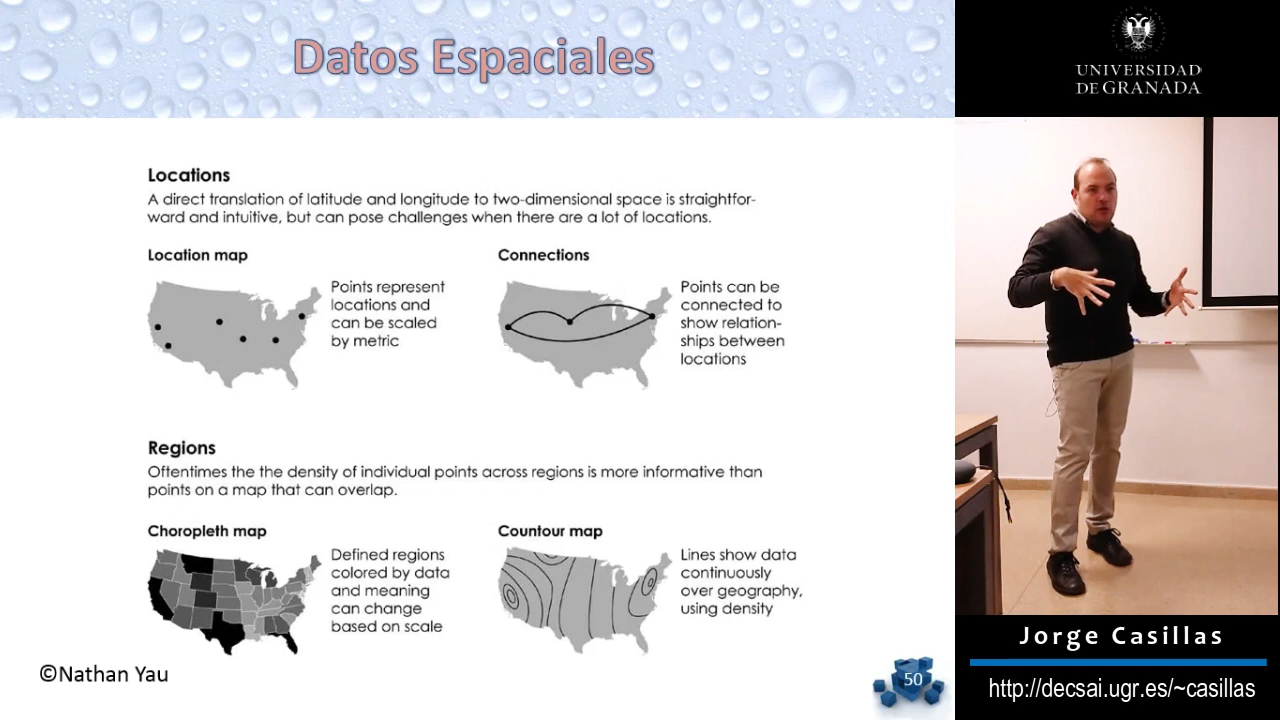 Datos Espaciales
Locations
A direct translation of latitude and longitude to two-dimensional space is straightfor-
ward and intuitive, but can pose challenges when there are a lot of locations.
Location map
Points represent
locations and
can be scaled
by metric
Connections
Points can be
connected to
show relation-
ships between
locations
Regions
Oftentimes the the density of individual points across regions is more informative than
points on a map that can overlap.
Choropleth map
Defined regions
colored by data
and meaning
can change
based on scale
Countour map
Lines show data
continuously
over geography,
using density
©Nathan Yau
50
UNIVERSIDAD
DE GRANADA
Jorge Casillas
http://decsai.ugr.es/~casillas